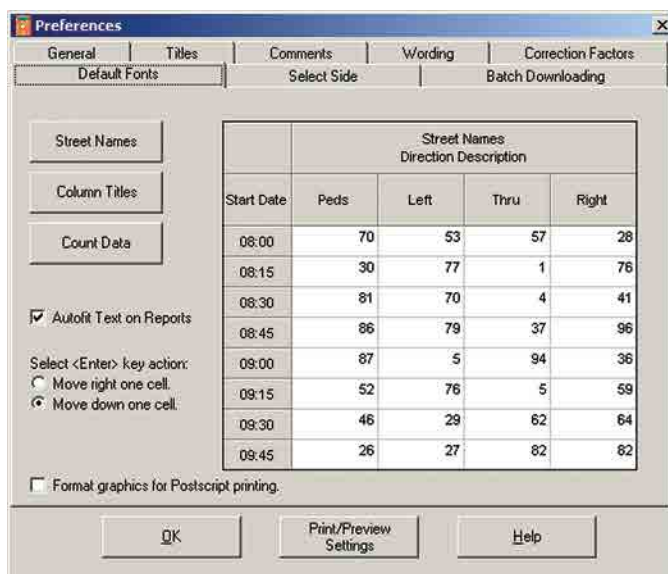 Preferences
General Titles Comments Wording Correction Factors
Default Fonts Select Side Batch Downloading
Street Names
Column Titles
Count Data
Autofit Text on Reports
Select <Enter> key action:
Move right one cell.
Move down one cell.
Street Names
Direction Description
Start Date Peds Left Thru Right
08:00 70 53 57 28
08:15 30 77 1 76
08:30 81 70 4 41
08:45 86 79 37 96
09:00 87 5 94 36
09:15 52 76 5 59
09:30 46 29 62 64
09:45 26 27 82 82
Format graphics for Postscript printing.
OK
Print/Preview
Settings
Help